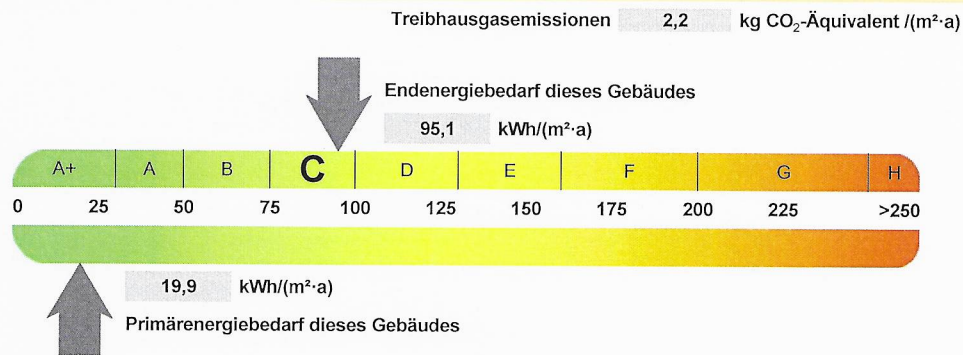 Treibhausgasemissionen 2,2 kg CO₂-Äquivalent /(m²·a)
Endenergiebedarf dieses Gebäudes
95,1 kWh/(m²·a)
A+ A B C D E F G H
0 25 50 75 100 125 150 175 200 225 >250
19,9 kWh/(m²·a)
Primärenergiebedarf dieses Gebäudes